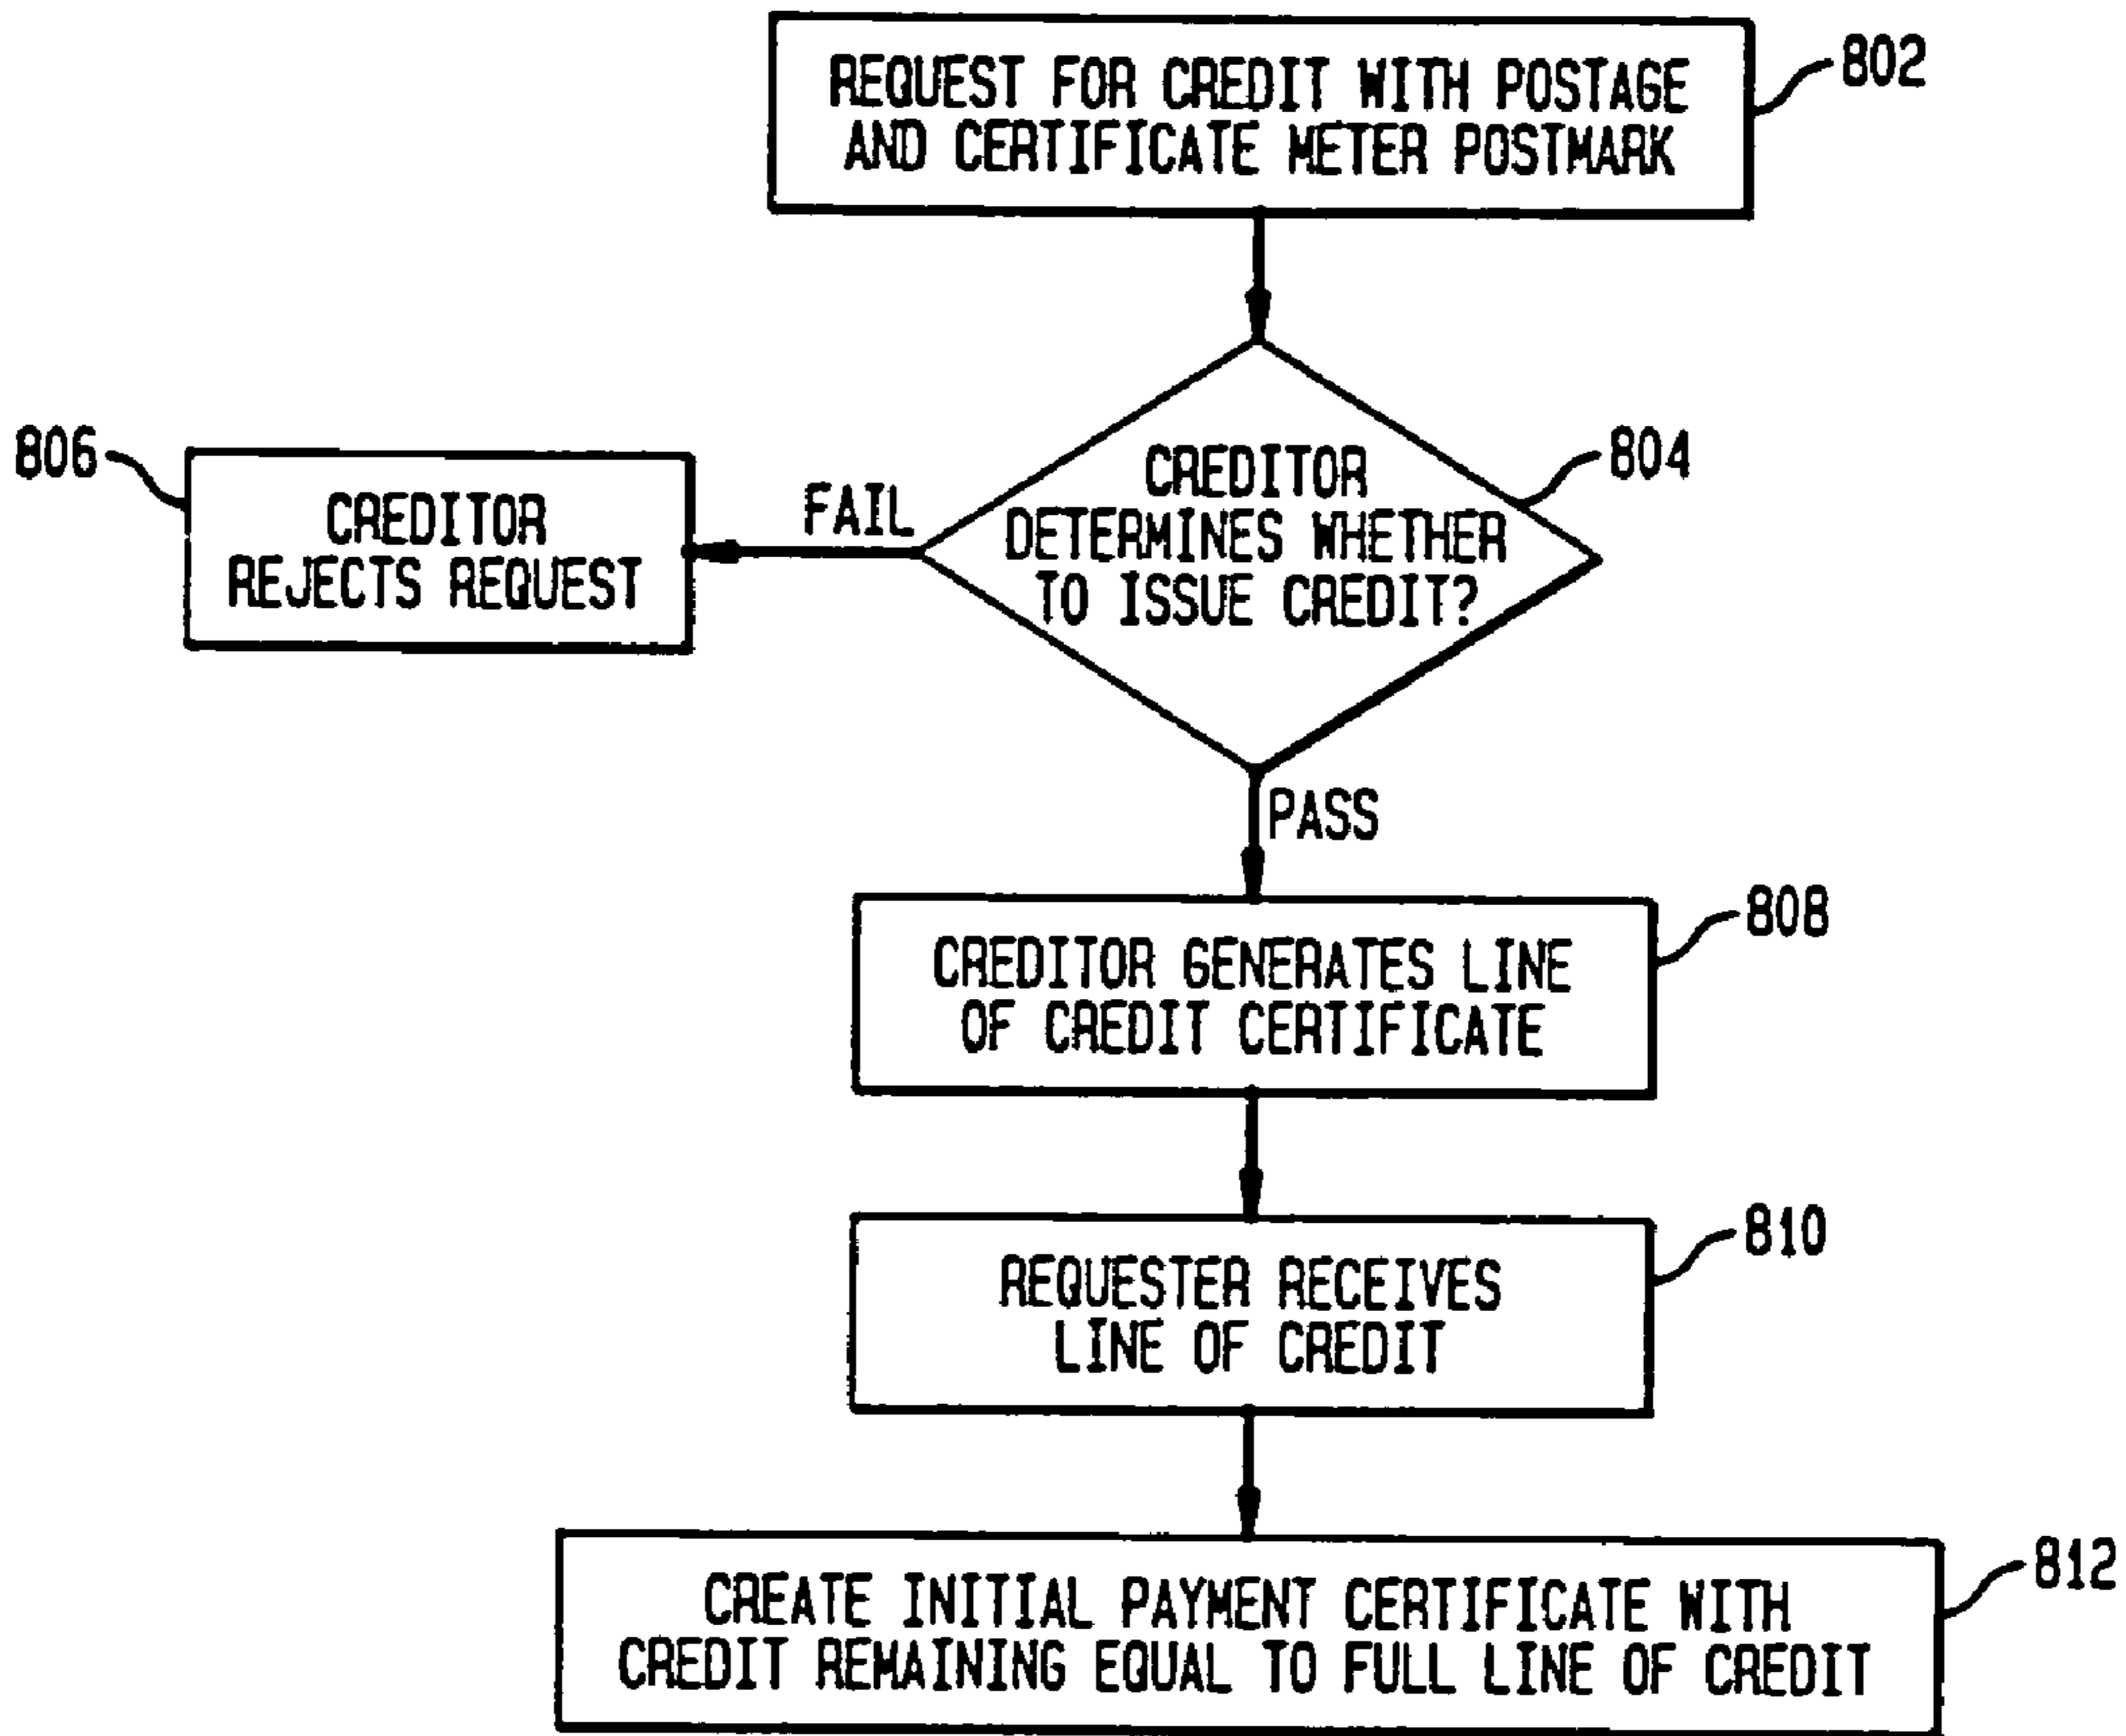 REQUEST FOR CREDIT WITH POSTAGE
AND CERTIFICATE METER POSTMARK
802
CREDITOR
DETERMINES WHETHER
TO ISSUE CREDIT?
804
806
CREDITOR
REJECTS REQUEST
FAIL
PASS
CREDITOR GENERATES LINE
OF CREDIT CERTIFICATE
808
REQUESTER RECEIVES
LINE OF CREDIT
810
CREATE INITIAL PAYMENT CERTIFICATE WITH
CREDIT REMAINING EQUAL TO FULL LINE OF CREDIT
812